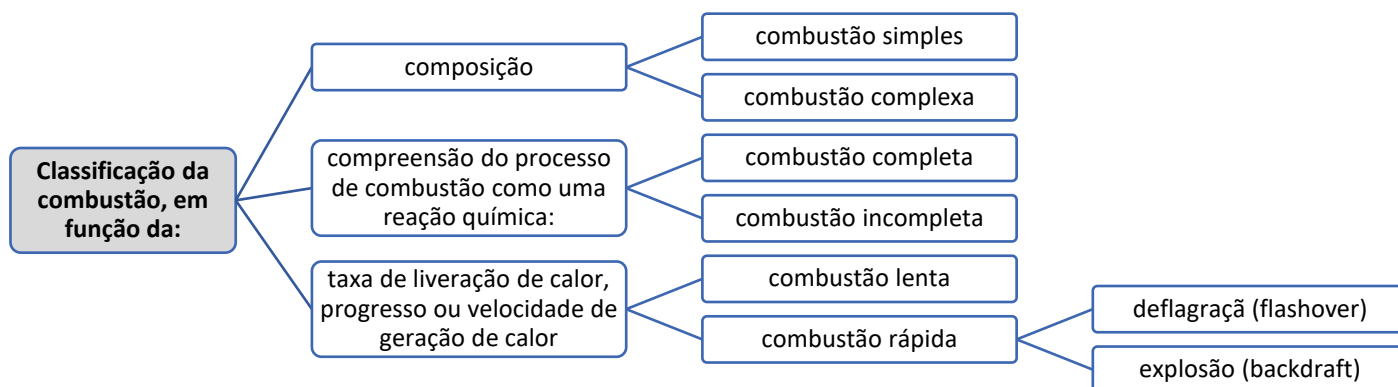 Classificação da
combustão, em
função da:
composição
combustão simples
combustão complexa
compreensão do processo
de combustão como uma
reação química:
combustão completa
combustão incompleta
taxa de liveração de calor,
progresso ou velocidade de
geração de calor
combustão lenta
combustão rápida
deflagraçã (flashover)
explosão (backdraft)